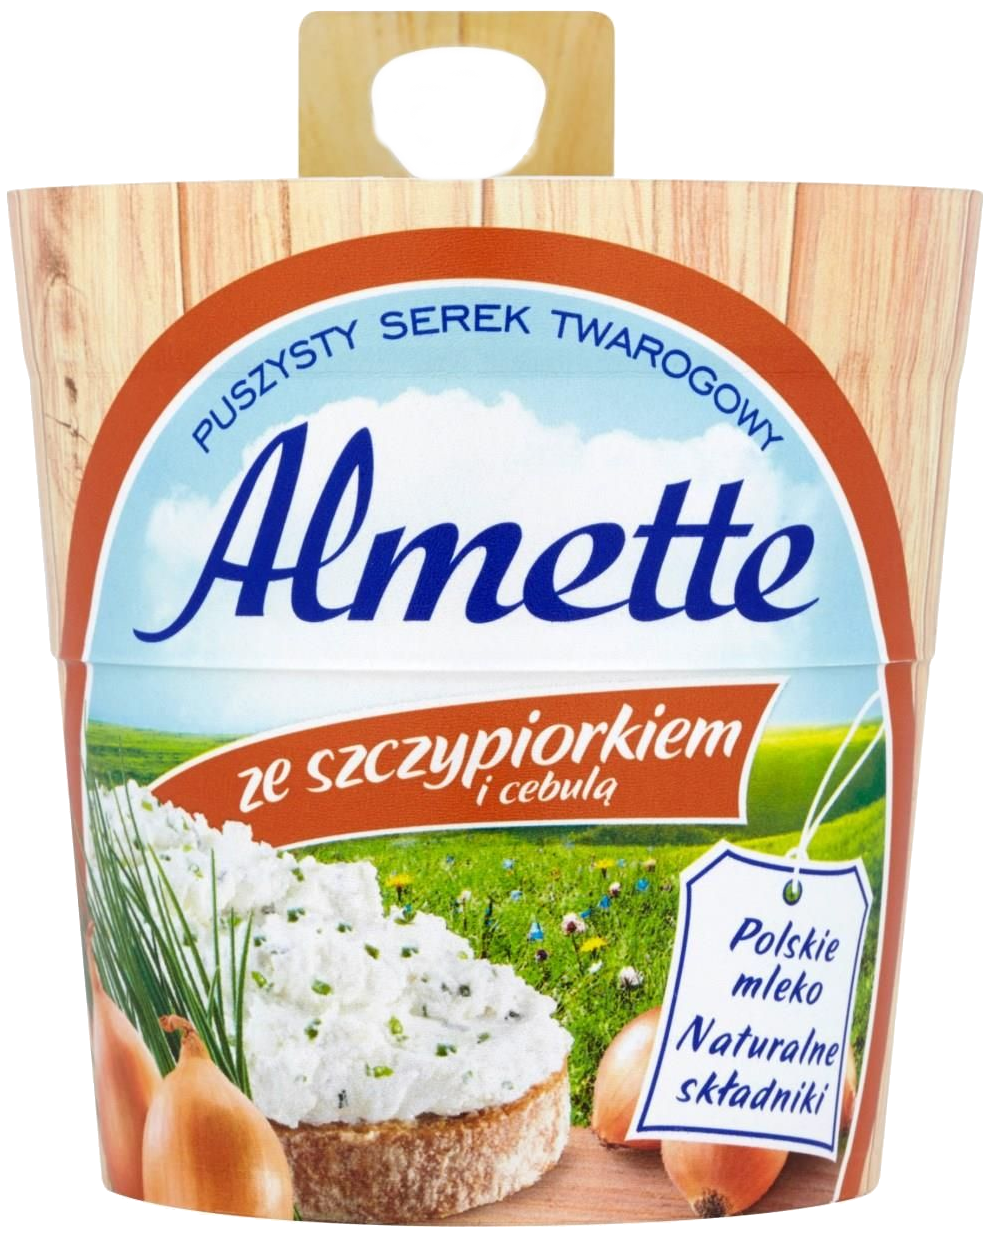 PUSZYSTY SEREK TWAROGOWY
Almette
ze szczypiorkiem
i cebulą
Polskie
mleko
Naturalne
składniki